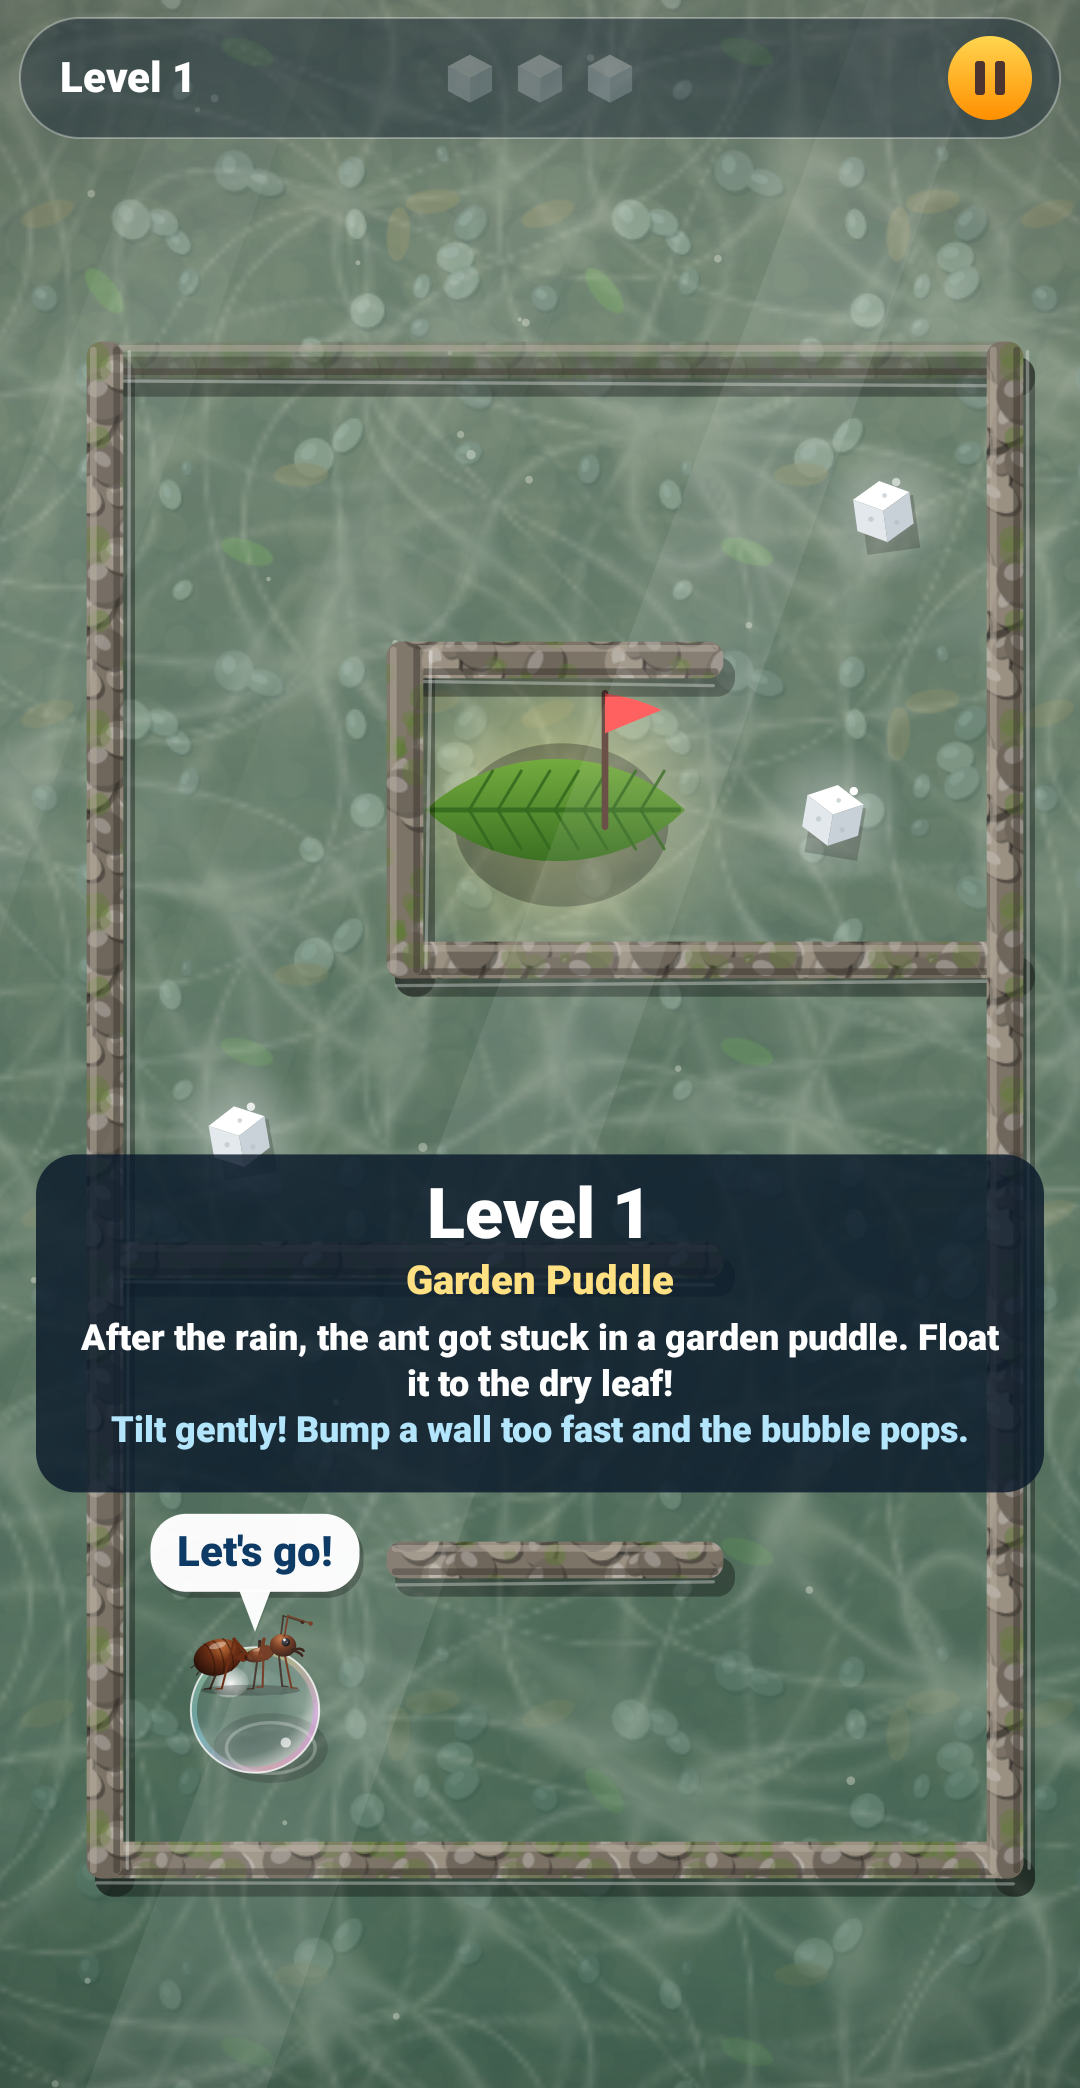 Level 1
Level 1
Garden Puddle
After the rain, the ant got stuck in a garden puddle. Float
it to the dry leaf!
Tilt gently! Bump a wall too fast and the bubble pops.
Let's go!